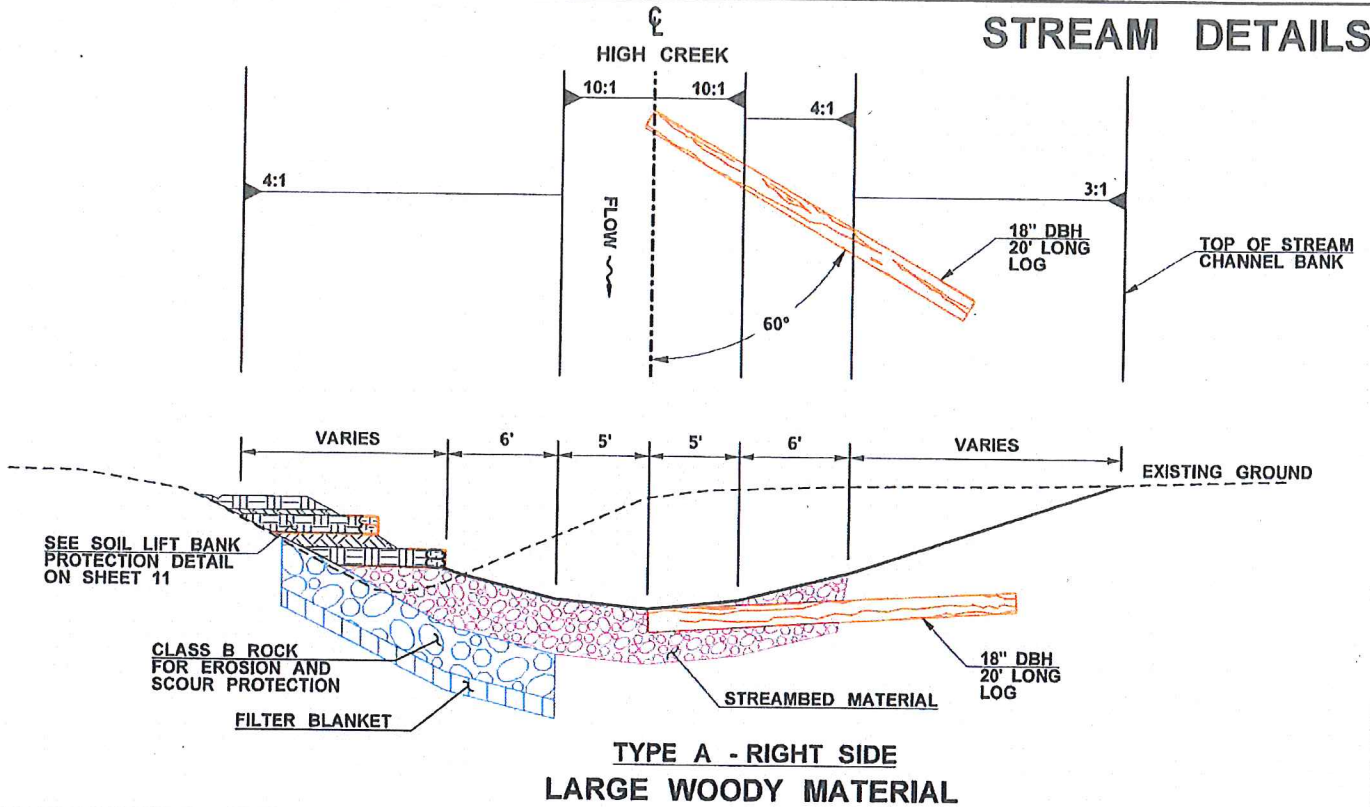 STREAM DETAILS
℄
HIGH CREEK
10:1 10:1
4:1
4:1
3:1
FLOW
18" DBH
20' LONG
LOG
TOP OF STREAM
CHANNEL BANK
60°
VARIES 6' 5' 5' 6' VARIES
EXISTING GROUND
SEE SOIL LIFT BANK
PROTECTION DETAIL
ON SHEET 11
CLASS B ROCK
FOR EROSION AND
SCOUR PROTECTION
FILTER BLANKET
STREAMBED MATERIAL
18" DBH
20' LONG
LOG
TYPE A - RIGHT SIDE
LARGE WOODY MATERIAL